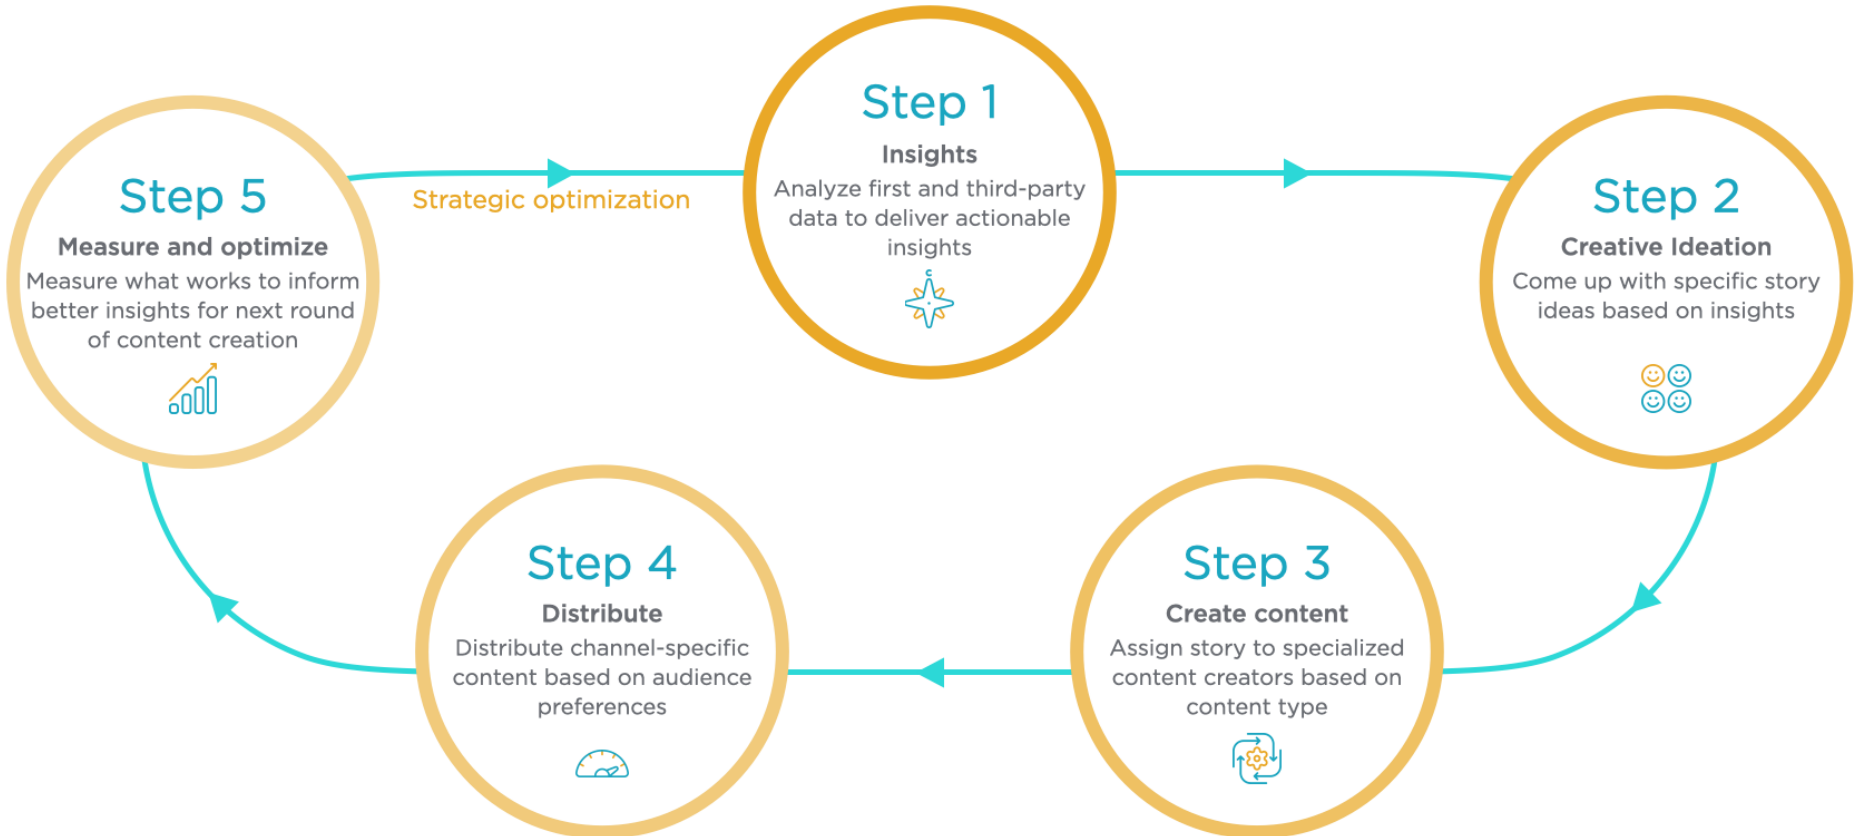 Step 1
Insights
Analyze first and third-party
data to deliver actionable
insights
Step 2
Creative Ideation
Come up with specific story
ideas based on insights
Step 3
Create content
Assign story to specialized
content creators based on
content type
Step 4
Distribute
Distribute channel-specific
content based on audience
preferences
Step 5
Measure and optimize
Measure what works to inform
better insights for next round
of content creation
Strategic optimization